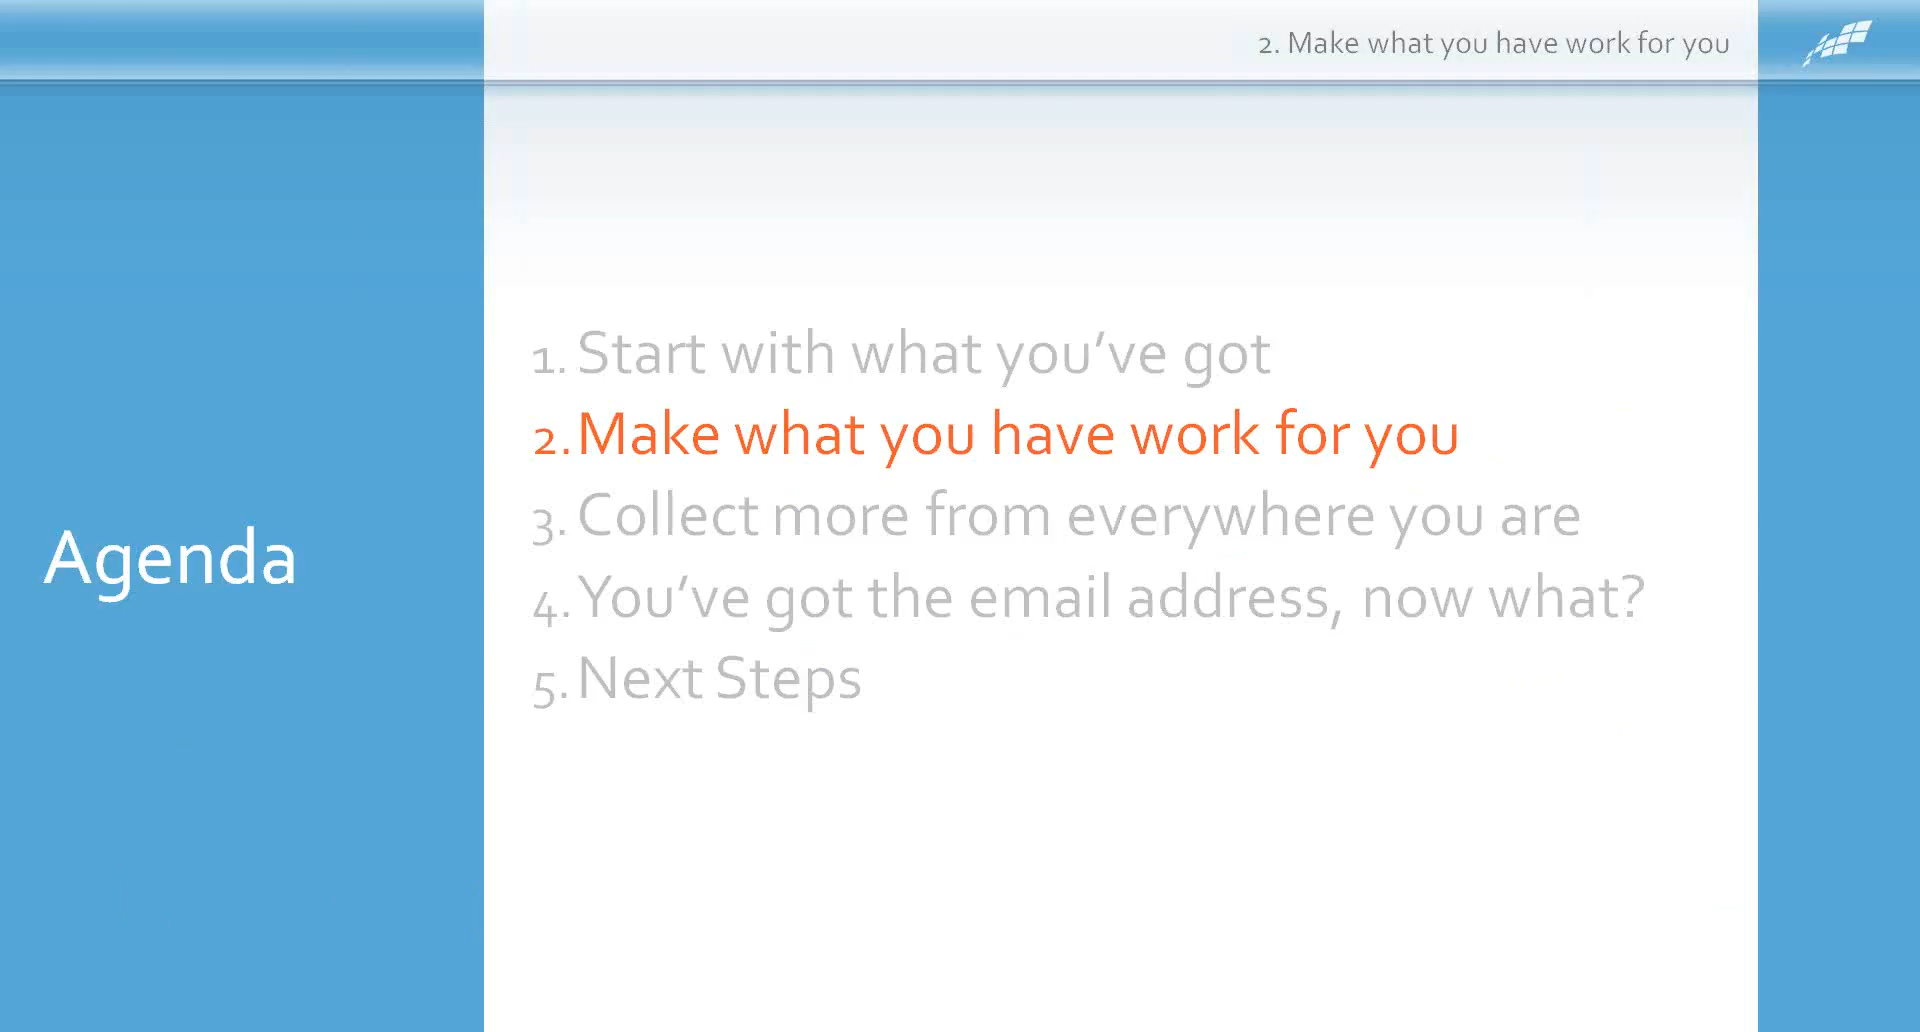 2. Make what you have work for you
Agenda
1. Start with what you’ve got
2. Make what you have work for you
3. Collect more from everywhere you are
4. You’ve got the email address, now what?
5. Next Steps